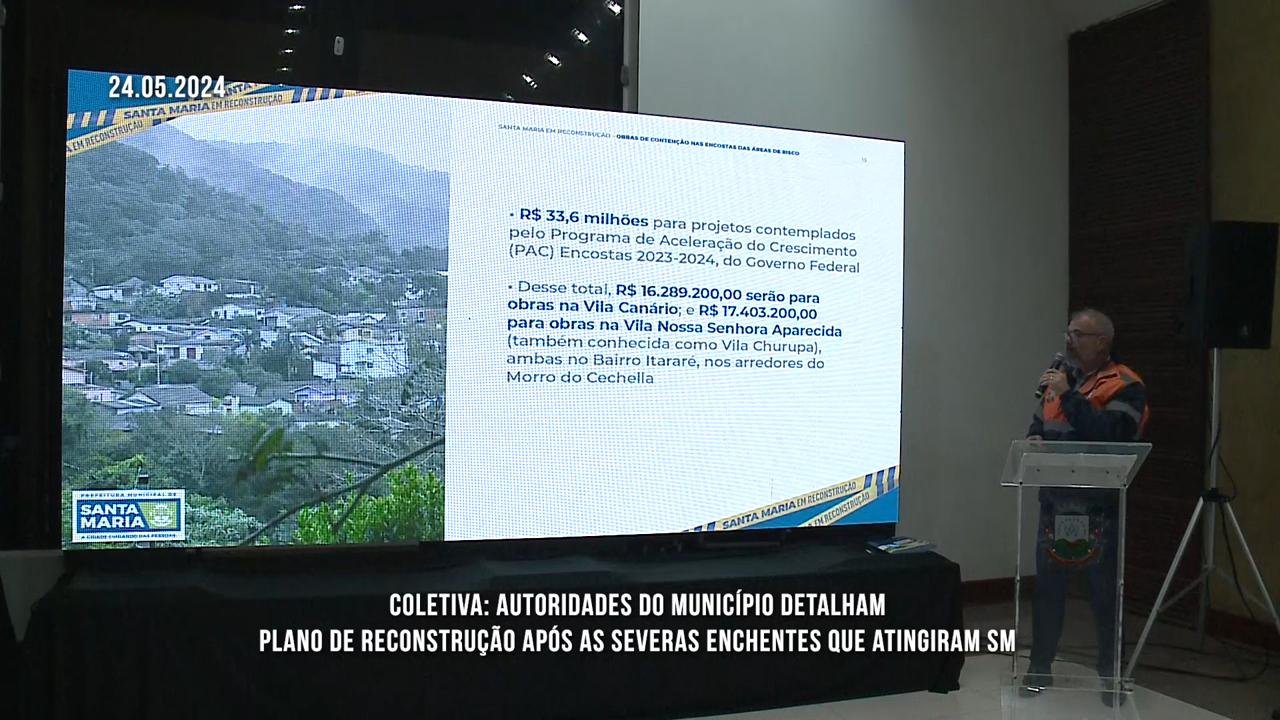 24.05.2024
SANTA MARIA EM RECONSTRUÇÃO
EM RECONSTRUÇÃO
SANTA MARIA EM RECONSTRUÇÃO - OBRAS DE CONTENÇÃO NAS ENCOSTAS DAS ÁREAS DE RISCO
• R$ 33,6 milhões para projetos contemplados
pelo Programa de Aceleração do Crescimento
(PAC) Encostas 2023-2024, do Governo Federal
• Desse total, R$ 16.289.200,00 serão para
obras na Vila Canário; e R$ 17.403.200,00
para obras na Vila Nossa Senhora Aparecida
(também conhecida como Vila Churupa),
ambas no Bairro Itararé, nos arredores do
Morro do Cechella
PREFEITURA MUNICIPAL DE
SANTA
MARIA
A CIDADE CUIDANDO DAS PESSOAS
SANTA MARIA EM RECONSTRUÇÃO
EM RECONSTRUÇÃO
COLETIVA: AUTORIDADES DO MUNICÍPIO DETALHAM
PLANO DE RECONSTRUÇÃO APÓS AS SEVERAS ENCHENTES QUE ATINGIRAM SM